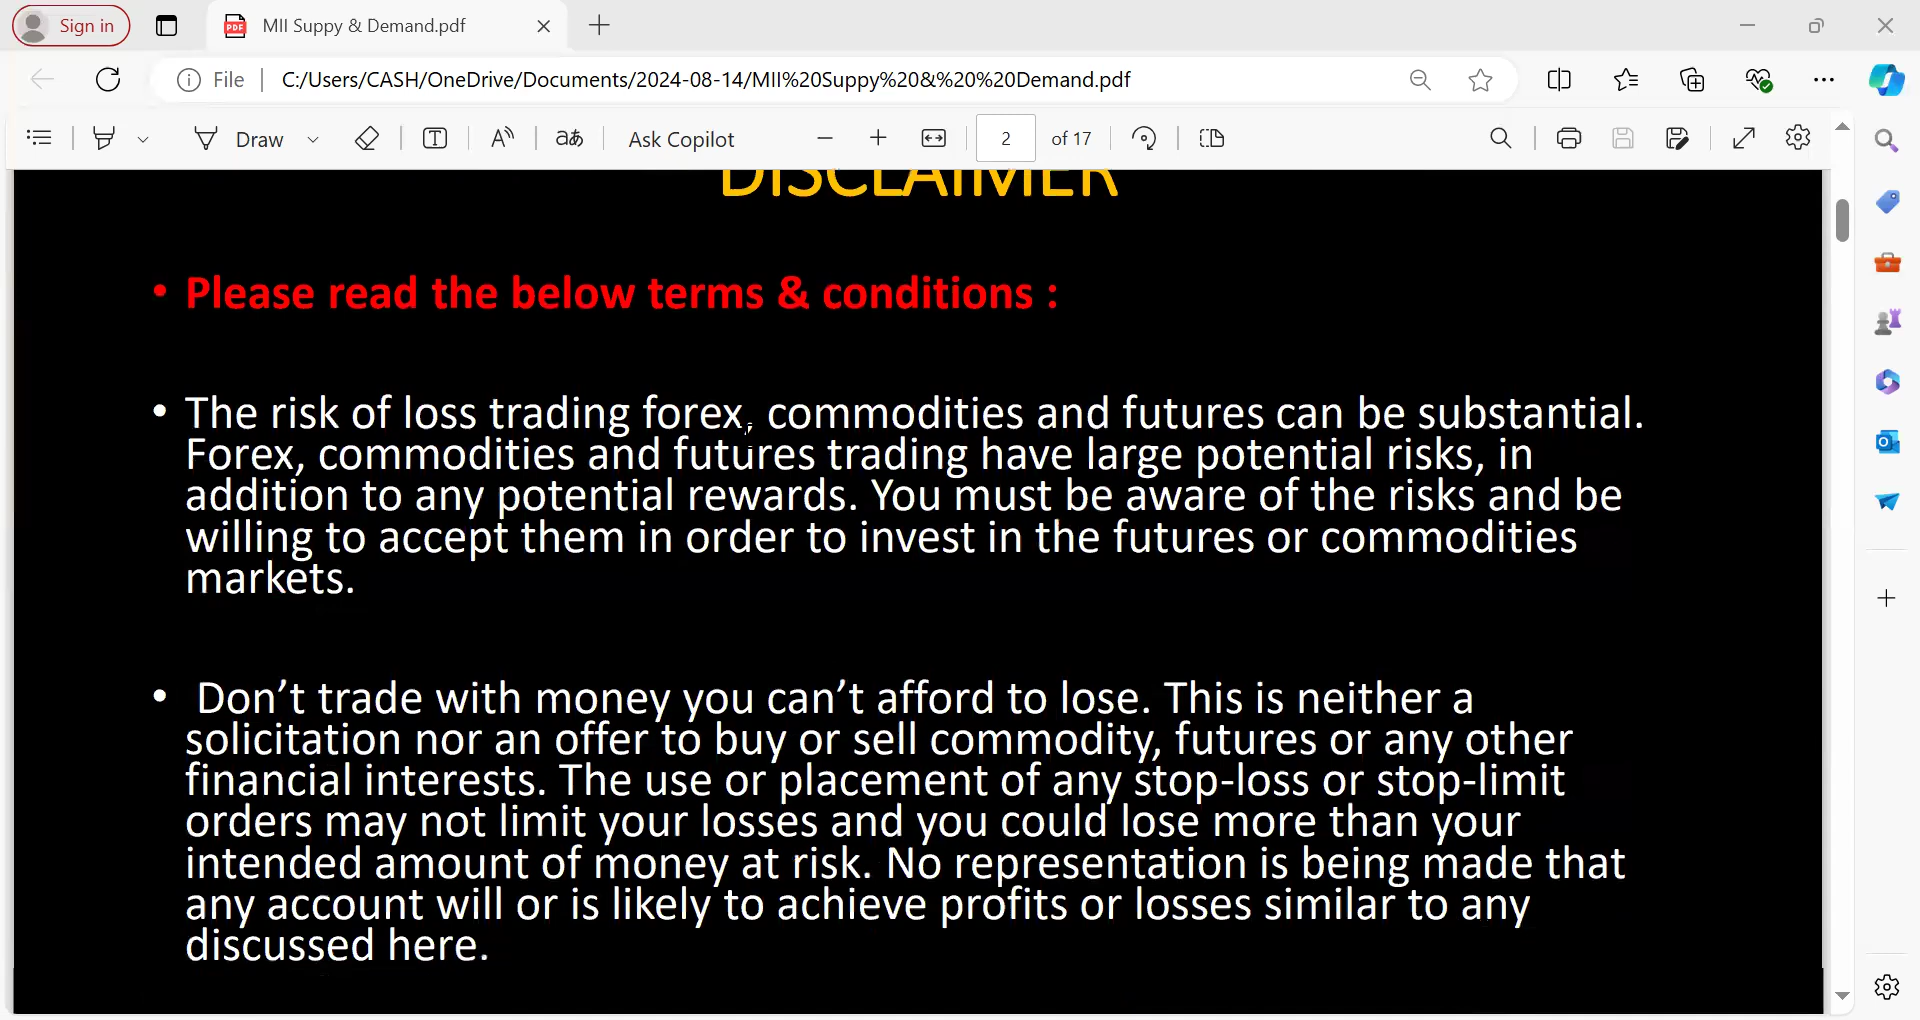 Sign in
MII Suppy & Demand.pdf
File
C:/Users/CASH/OneDrive/Documents/2024-08-14/MII%20Suppy%20&%20%20Demand.pdf
Draw
aあ
Ask Copilot
2 of 17
DISCLAIMER
• Please read the below terms & conditions :
• The risk of loss trading forex, commodities and futures can be substantial.
Forex, commodities and futures trading have large potential risks, in
addition to any potential rewards. You must be aware of the risks and be
willing to accept them in order to invest in the futures or commodities
markets.
• Don’t trade with money you can’t afford to lose. This is neither a
solicitation nor an offer to buy or sell commodity, futures or any other
financial interests. The use or placement of any stop-loss or stop-limit
orders may not limit your losses and you could lose more than your
intended amount of money at risk. No representation is being made that
any account will or is likely to achieve profits or losses similar to any
discussed here.